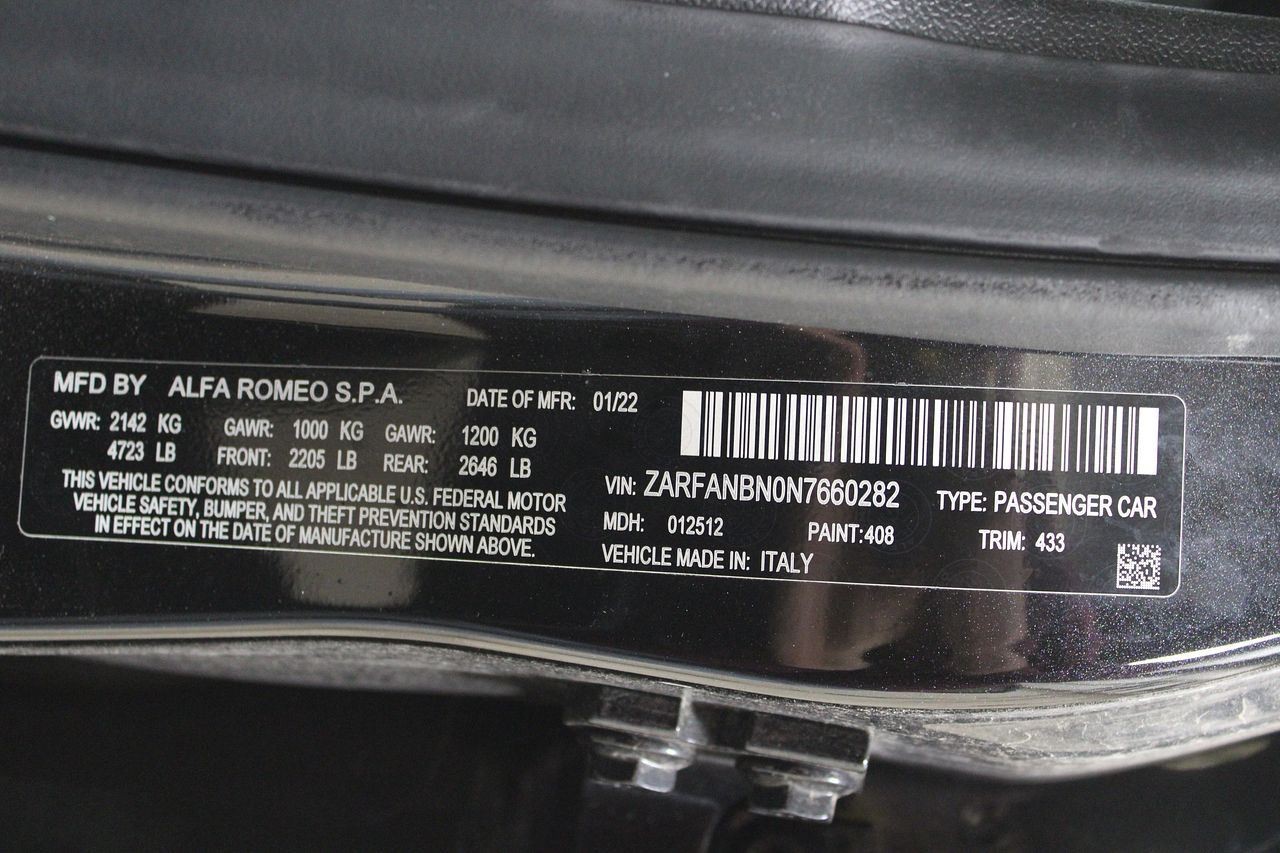 MFD BY ALFA ROMEO S.P.A. DATE OF MFR: 01/22
GVWR: 2142 KG GAWR: 1000 KG GAWR: 1200 KG
4723 LB FRONT: 2205 LB REAR: 2646 LB
THIS VEHICLE CONFORMS TO ALL APPLICABLE U.S. FEDERAL MOTOR
VEHICLE SAFETY, BUMPER, AND THEFT PREVENTION STANDARDS
IN EFFECT ON THE DATE OF MANUFACTURE SHOWN ABOVE.
VIN: ZARFANBN0N7660282 TYPE: PASSENGER CAR
MDH: 012512 PAINT:408 TRIM: 433
VEHICLE MADE IN: ITALY